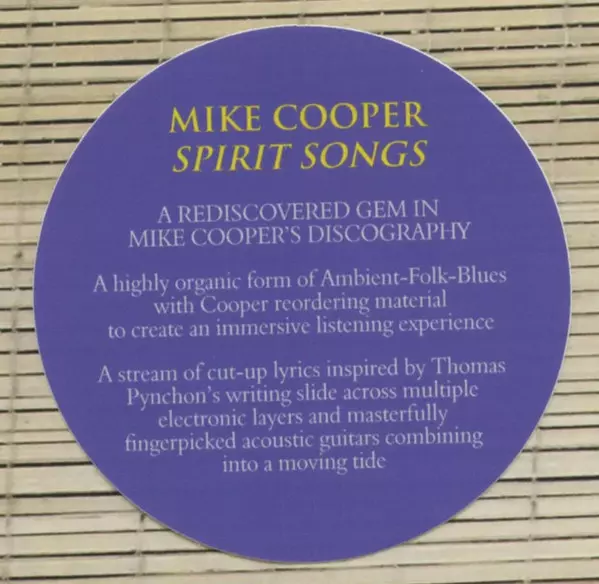 MIKE COOPER
SPIRIT SONGS
A REDISCOVERED GEM IN
MIKE COOPER'S DISCOGRAPHY
A highly organic form of Ambient-Folk-Blues
with Cooper reordering material
to create an immersive listening experience
A stream of cut-up lyrics inspired by Thomas
Pynchon's writing slide across multiple
electronic layers and masterfully
fingerpicked acoustic guitars combining
into a moving tide